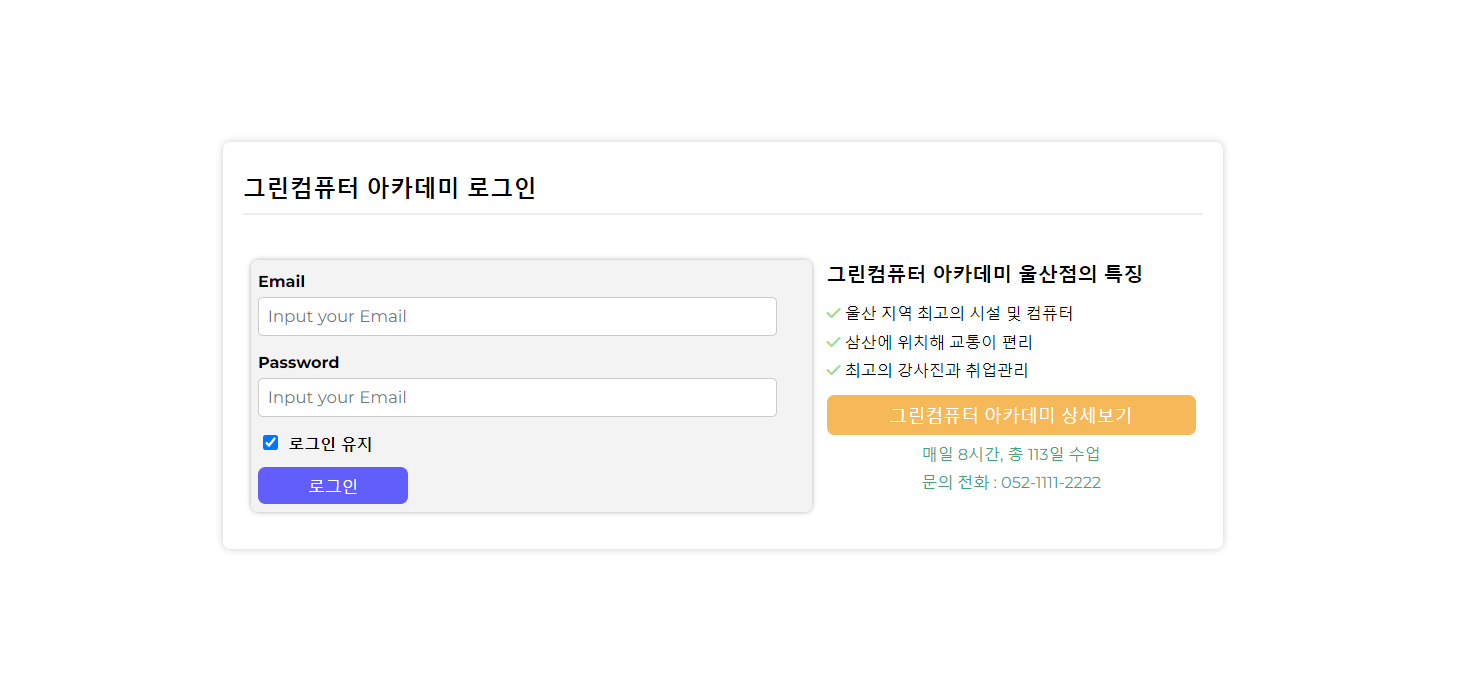 그린컴퓨터 아카데미 로그인
Email
Input your Email
Password
Input your Email
로그인 유지
로그인
그린컴퓨터 아카데미 울산점의 특징
울산 지역 최고의 시설 및 컴퓨터
삼산에 위치해 교통이 편리
최고의 강사진과 취업관리
그린컴퓨터 아카데미 상세보기
매일 8시간, 총 113일 수업
문의 전화 : 052-1111-2222